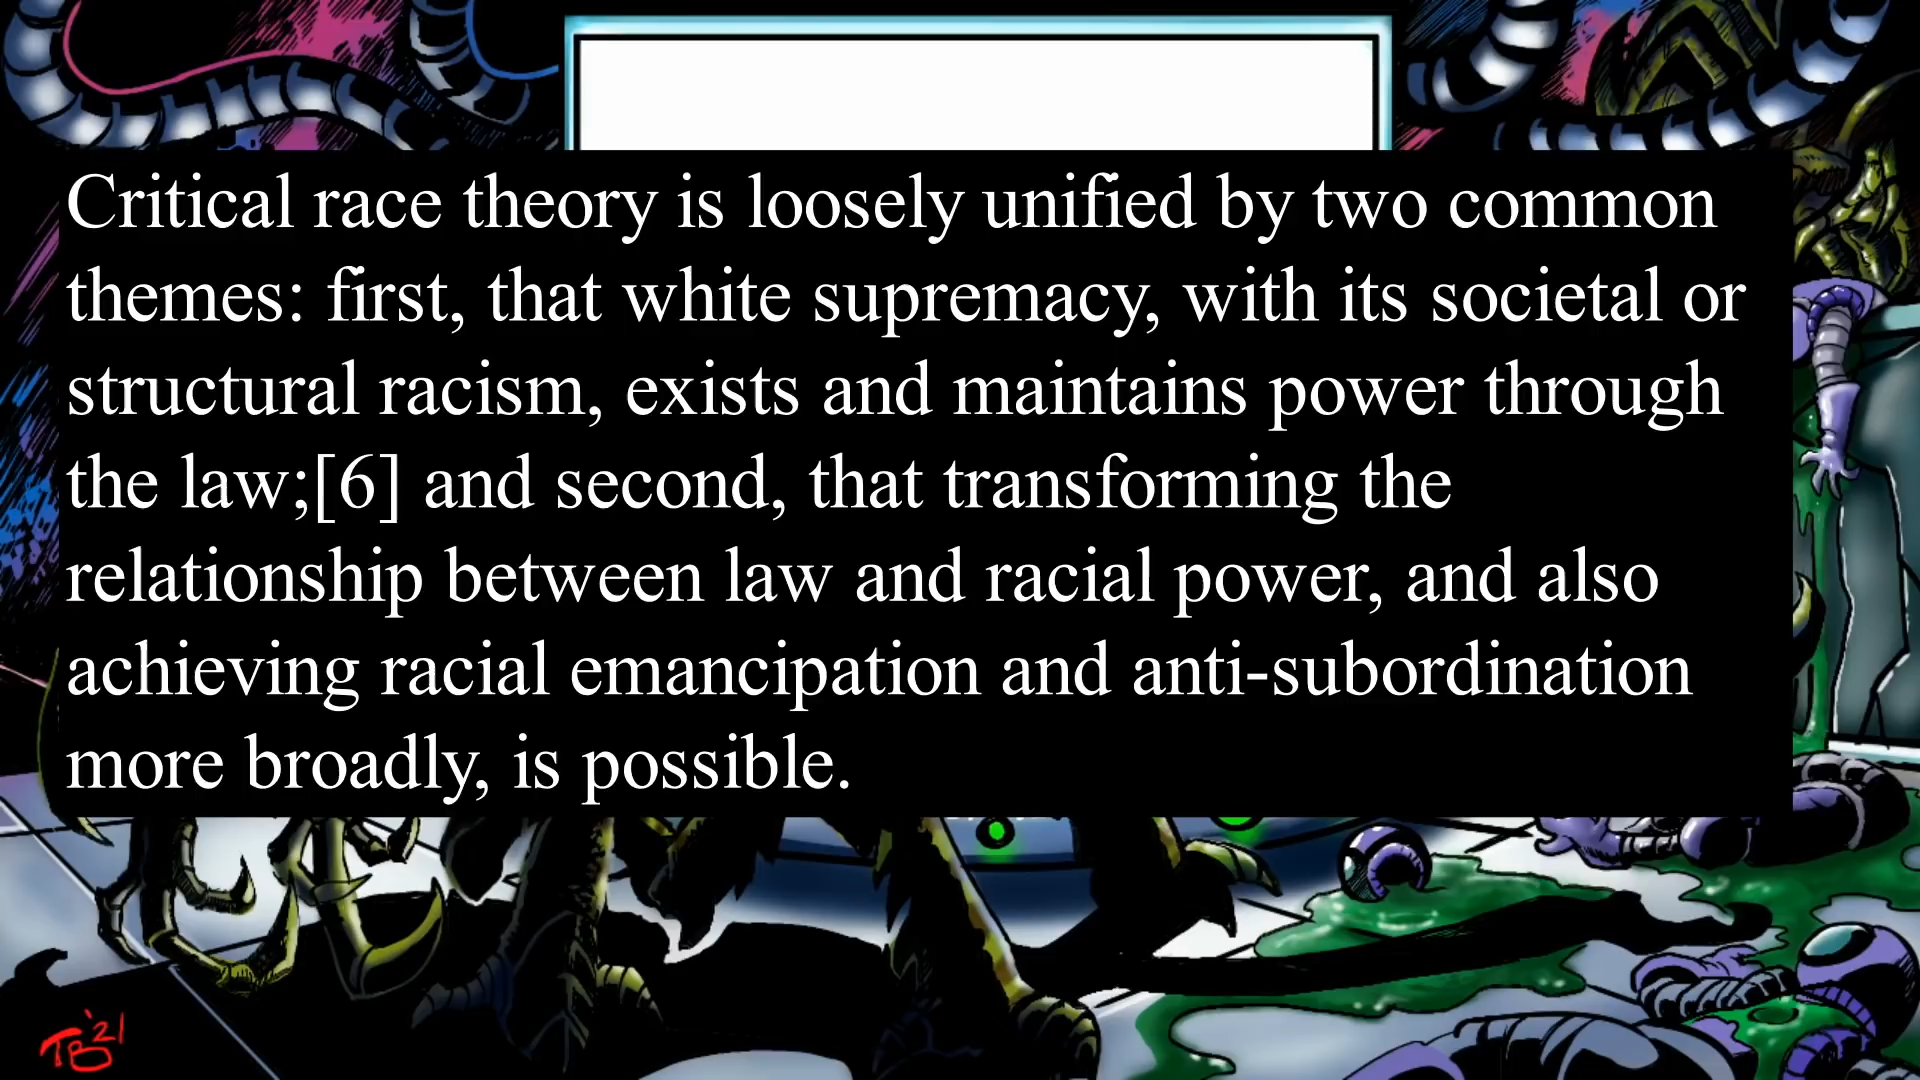 Critical race theory is loosely unified by two common
themes: first, that white supremacy, with its societal or
structural racism, exists and maintains power through
the law;[6] and second, that transforming the
relationship between law and racial power, and also
achieving racial emancipation and anti-subordination
more broadly, is possible.
TB'21